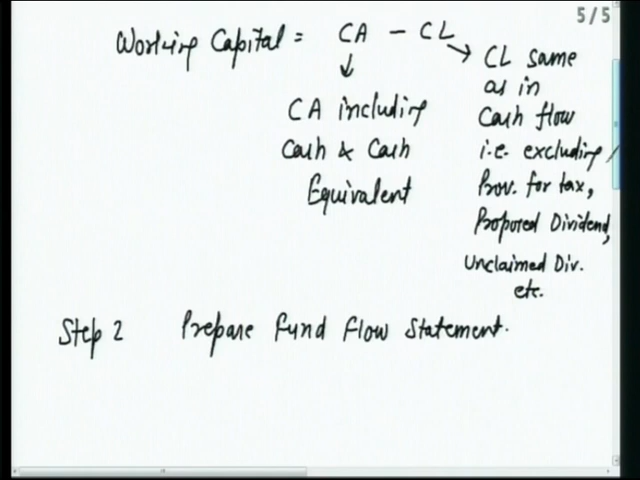 5/5
Working Capital = CA - CL
CL same
as in
Cash flow
i.e. excluding
Prov. for tax,
Proposed Dividend,
Unclaimed Div.
etc.
CA including
Cash & Cash
Equivalent
Step 2 Prepare Fund Flow Statement.